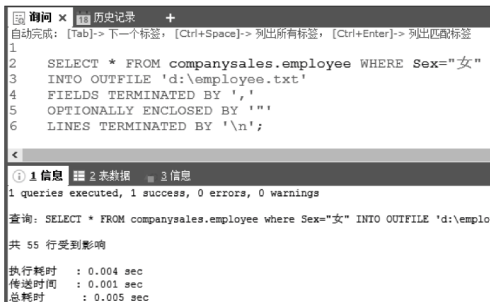 询问 × 18 历史记录 +
自动完成: [Tab]-> 下一个标签, [Ctrl+Space]-> 列出所有标签, [Ctrl+Enter]-> 列出匹配标签
1
2 SELECT * FROM companysales.employee WHERE Sex="女"
3 INTO OUTFILE 'd:\employee.txt'
4 FIELDS TERMINATED BY ','
5 OPTIONALLY ENCLOSED BY '"'
6 LINES TERMINATED BY '\n';
1 信息 2 表数据 3 信息
1 queries executed, 1 success, 0 errors, 0 warnings
查询: SELECT * FROM companysales.employee where Sex="女" INTO OUTFILE 'd:\emplo
共 55 行受到影响
执行耗时 : 0.004 sec
传送时间 : 0.001 sec
总耗时 : 0.005 sec